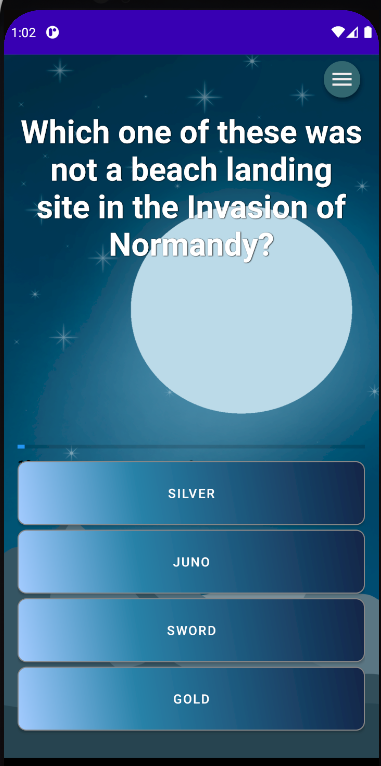 1:02
Which one of these was
not a beach landing
site in the Invasion of
Normandy?
SILVER
JUNO
SWORD
GOLD